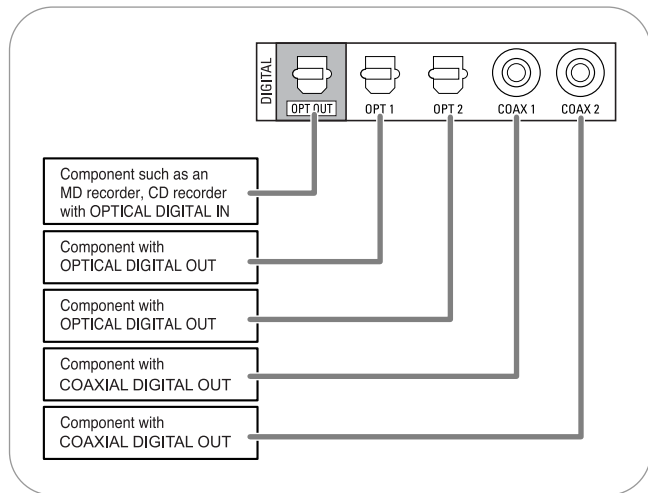 DIGITAL
OPT OUT
OPT 1
OPT 2
COAX 1
COAX 2
Component such as an
MD recorder, CD recorder
with OPTICAL DIGITAL IN
Component with
OPTICAL DIGITAL OUT
Component with
OPTICAL DIGITAL OUT
Component with
COAXIAL DIGITAL OUT
Component with
COAXIAL DIGITAL OUT